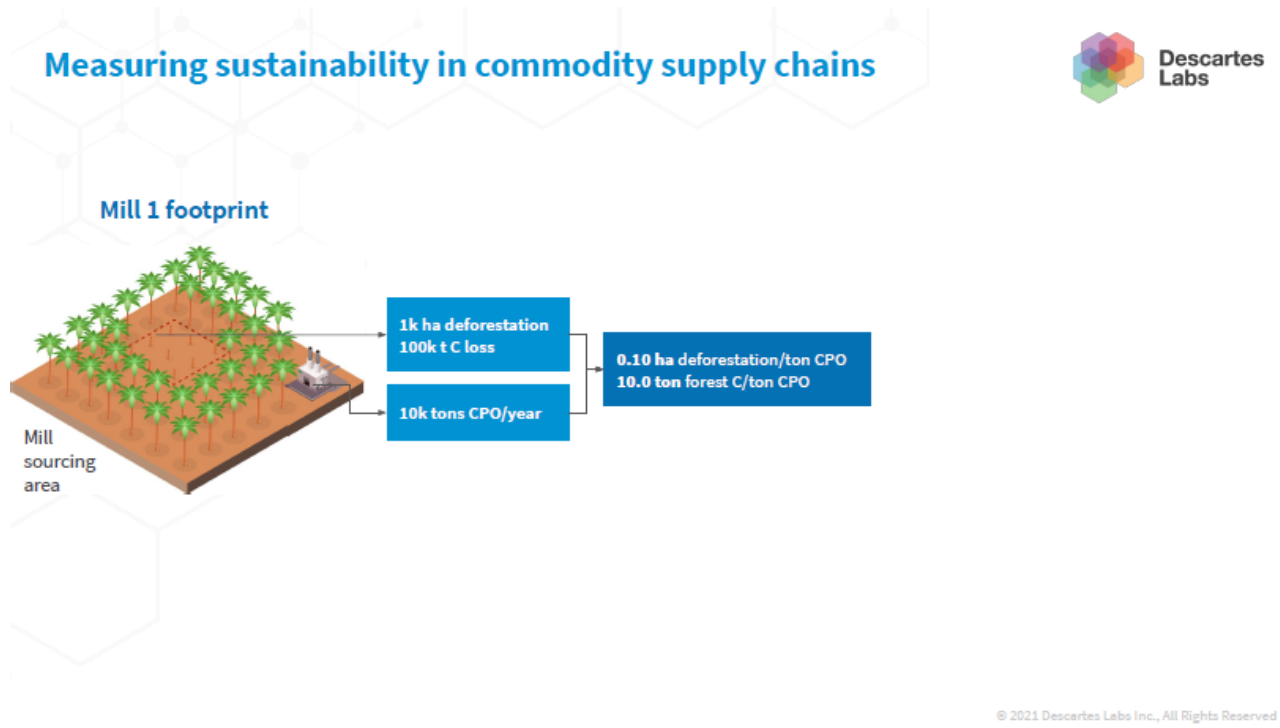 Measuring sustainability in commodity supply chains
Descartes
Labs
Mill 1 footprint
1k ha deforestation
100k t C loss
0.10 ha deforestation/ton CPO
10.0 ton forest C/ton CPO
10k tons CPO/year
Mill
sourcing
area
© 2021 Descartes Labs Inc., All Rights Reserved